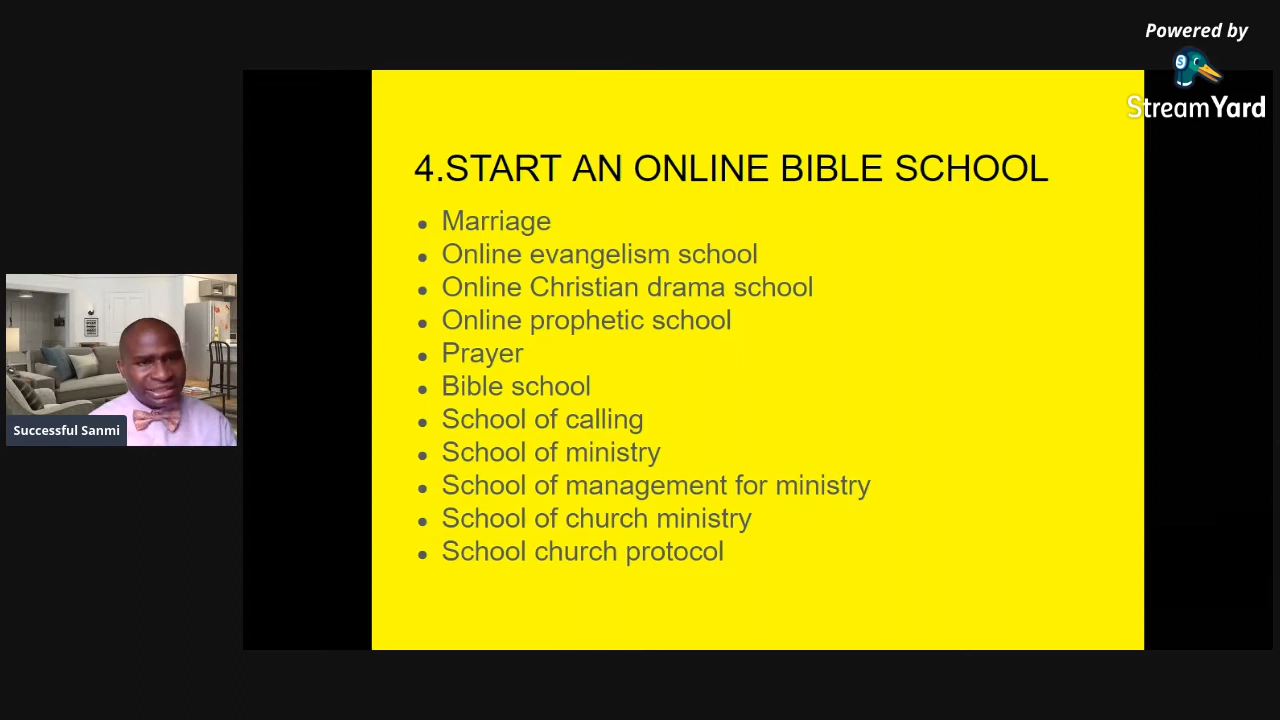 Powered by
StreamYard
4.START AN ONLINE BIBLE SCHOOL
• Marriage
• Online evangelism school
• Online Christian drama school
• Online prophetic school
• Prayer
• Bible school
• School of calling
• School of ministry
• School of management for ministry
• School of church ministry
• School church protocol
Successful Sanmi